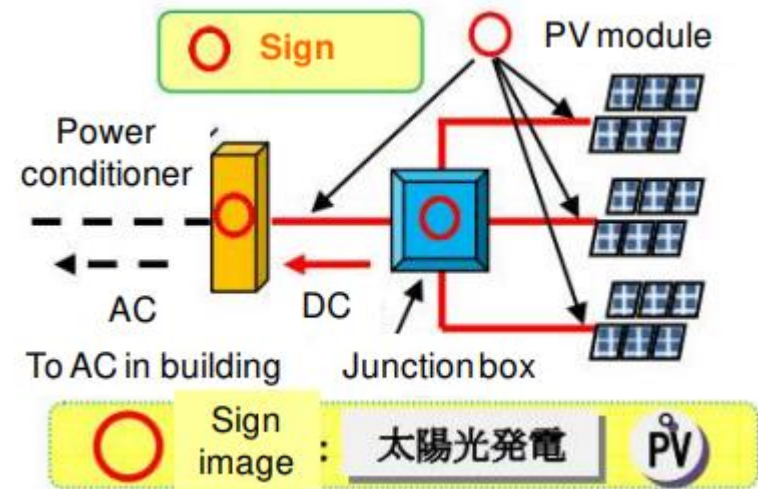 Sign
PV module
Power
conditioner
AC
DC
To AC in building
Junction box
Sign
image
:
太陽光発電
PV